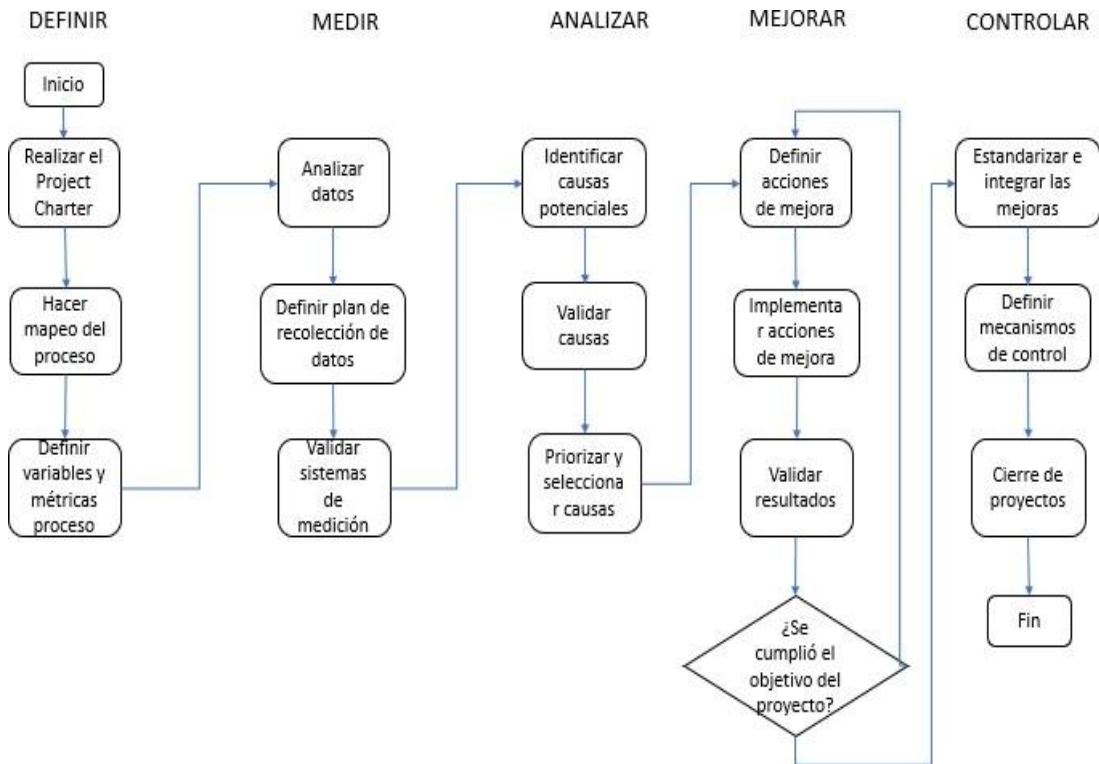 DEFINIR
MEDIR
ANALIZAR
MEJORAR
CONTROLAR
Inicio
Realizar el
Project
Charter
Hacer
mapeo del
proceso
Definir
variables y
métricas
proceso
Analizar
datos
Definir plan de
recolección de
datos
Validar
sistemas
de
medición
Identificar
causas
potenciales
Validar
causas
Priorizar y
selecciona
r causas
Definir
acciones
de mejora
Implementa
r acciones
de mejora
Validar
resultados
¿Se
cumplió el
objetivo del
proyecto?
Estandarizar e
integrar las
mejoras
Definir
mecanismos
de control
Cierre de
proyectos
Fin